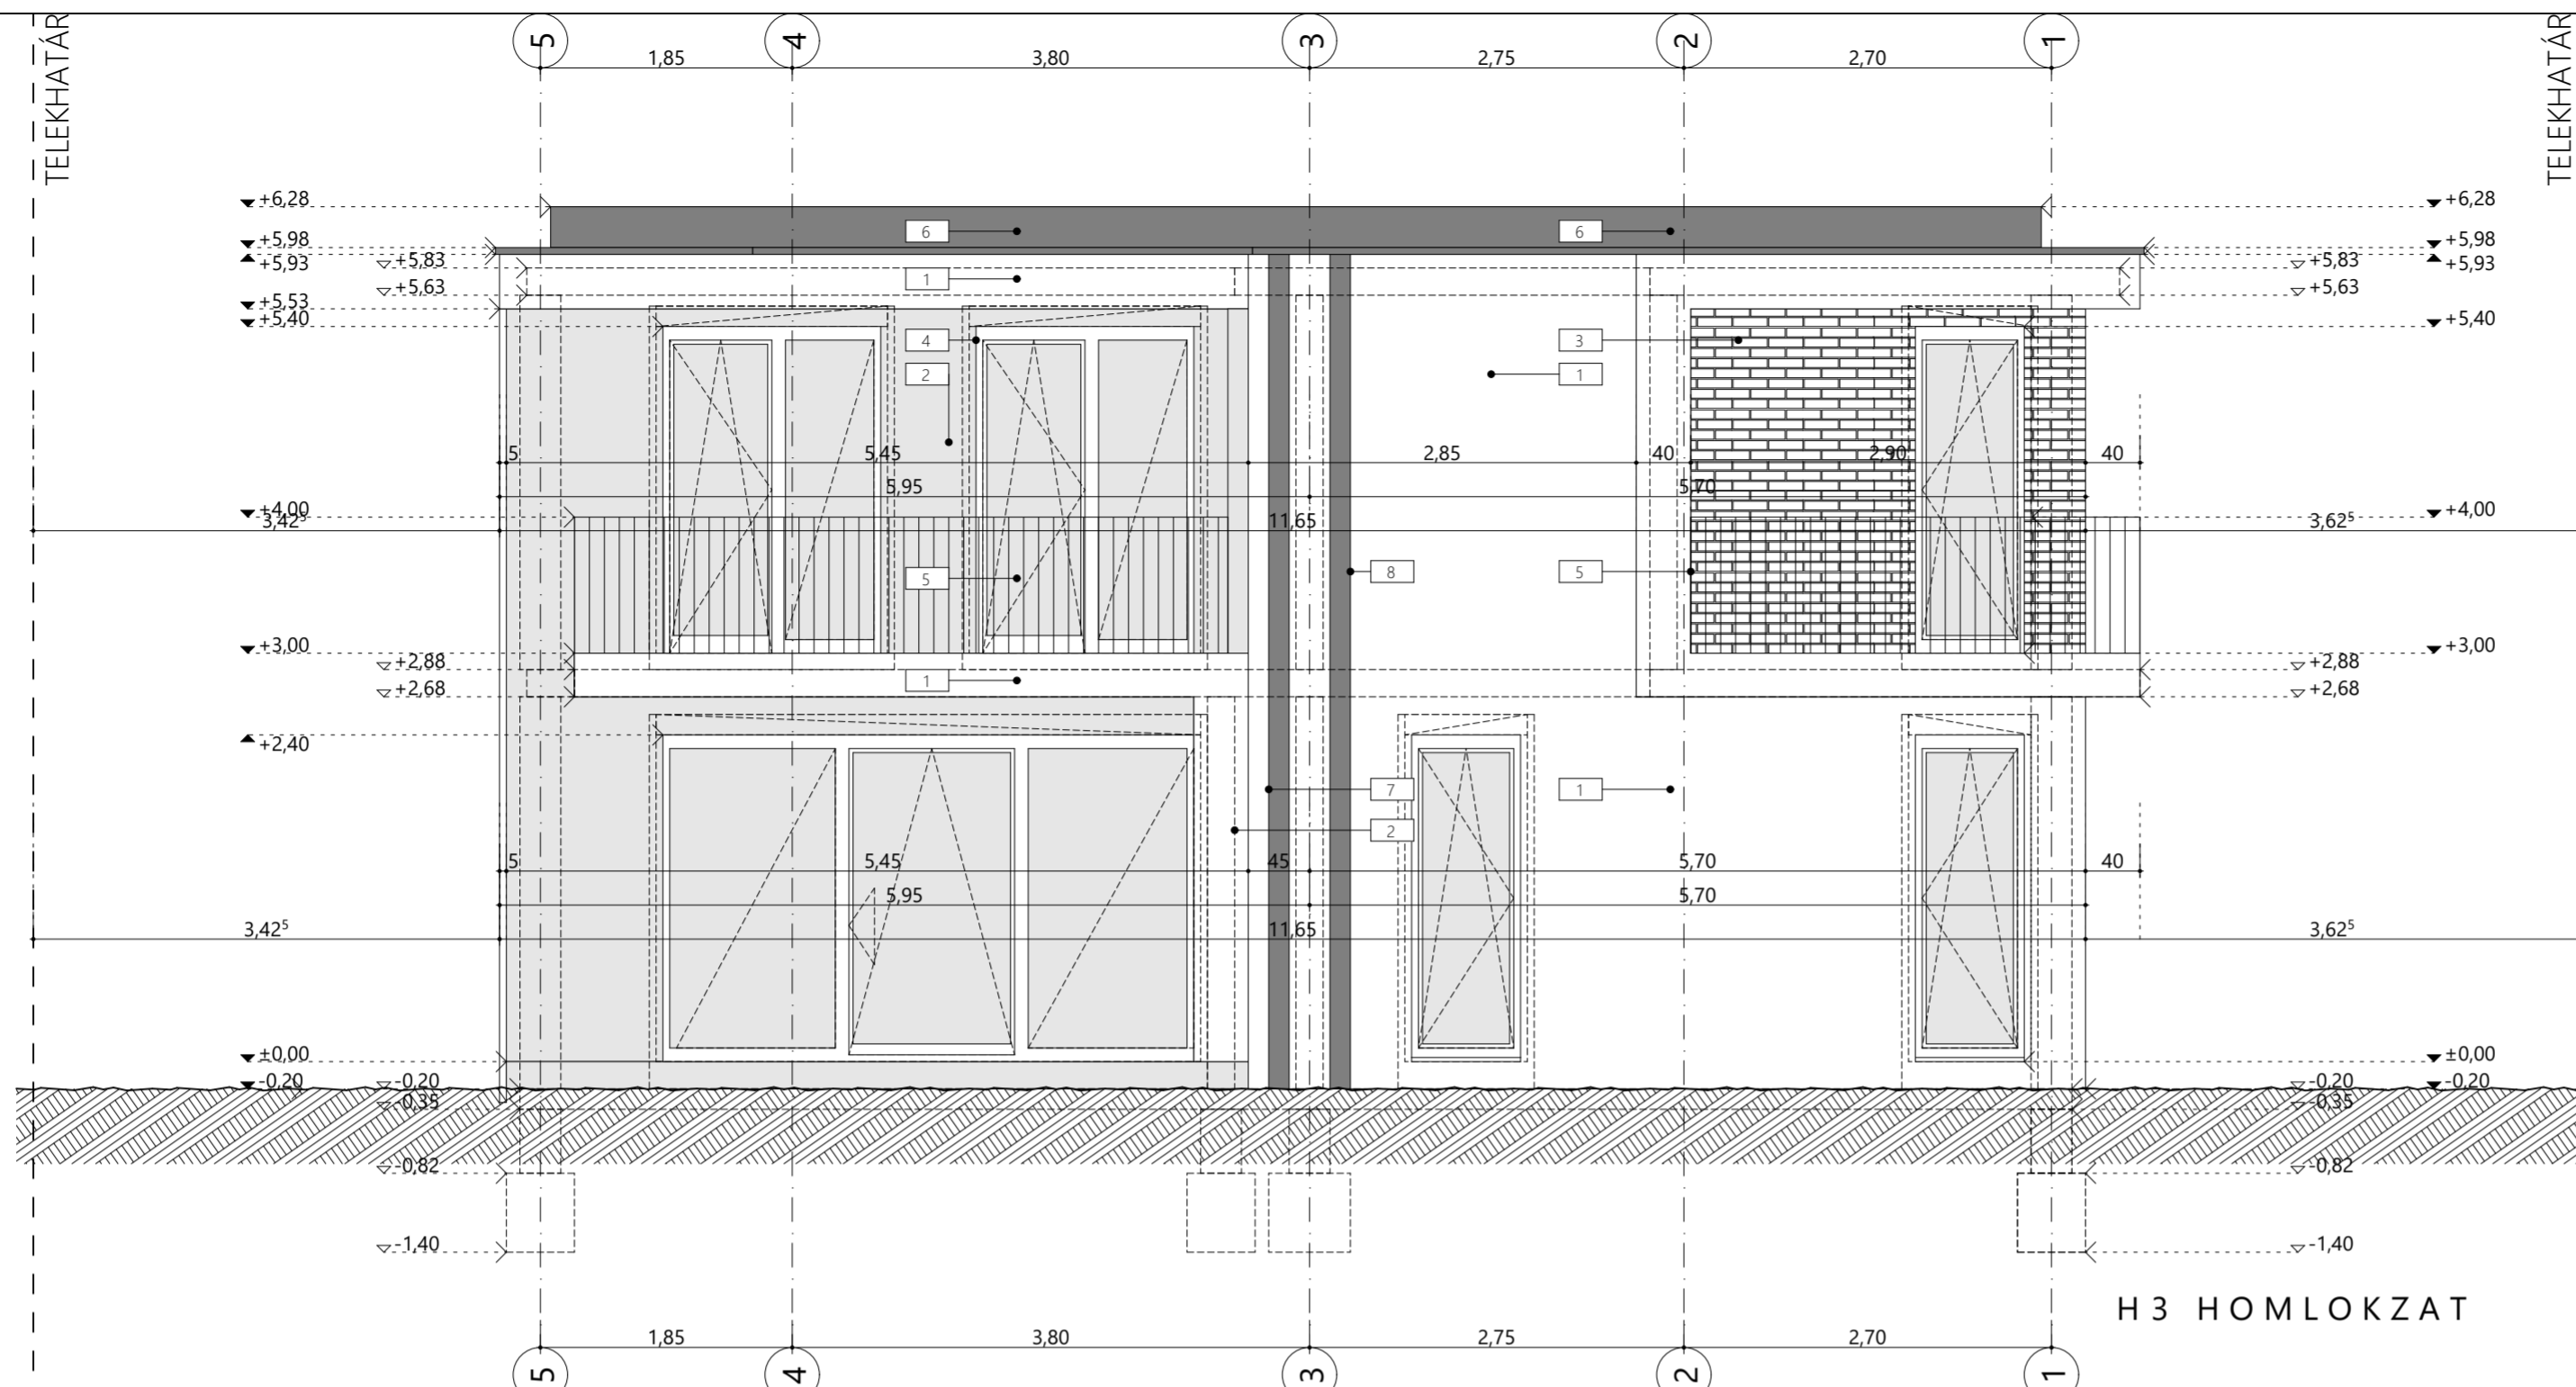 TELEKHATÁR
5 4 3 2 1
TELEKHATÁR
1,85 3,80 2,75 2,70
+6,28 +6,28
6 6
+5,98 +5,98
+5,93 +5,83 1 +5,83 +5,93
+5,63 +5,63
+5,53
+5,40 4 3 +5,40
2 1
5 5,45 2,85 40 2,90 40
5,95 5,70
+4,00 +4,00
3,42⁵ 11,65 3,62⁵
5 8 5
+3,00 +3,00
+2,88 +2,88
1
+2,68 +2,68
+2,40
7 1
2
5 5,45 45 5,70 40
5,95 5,70
3,42⁵ 11,65 3,62⁵
±0,00 ±0,00
-0,20 -0,20 -0,20 -0,20
-0,35 -0,35
-0,82 -0,82
-1,40 -1,40
H3 HOMLOKZAT
1,85 3,80 2,75 2,70
5 4 3 2 1